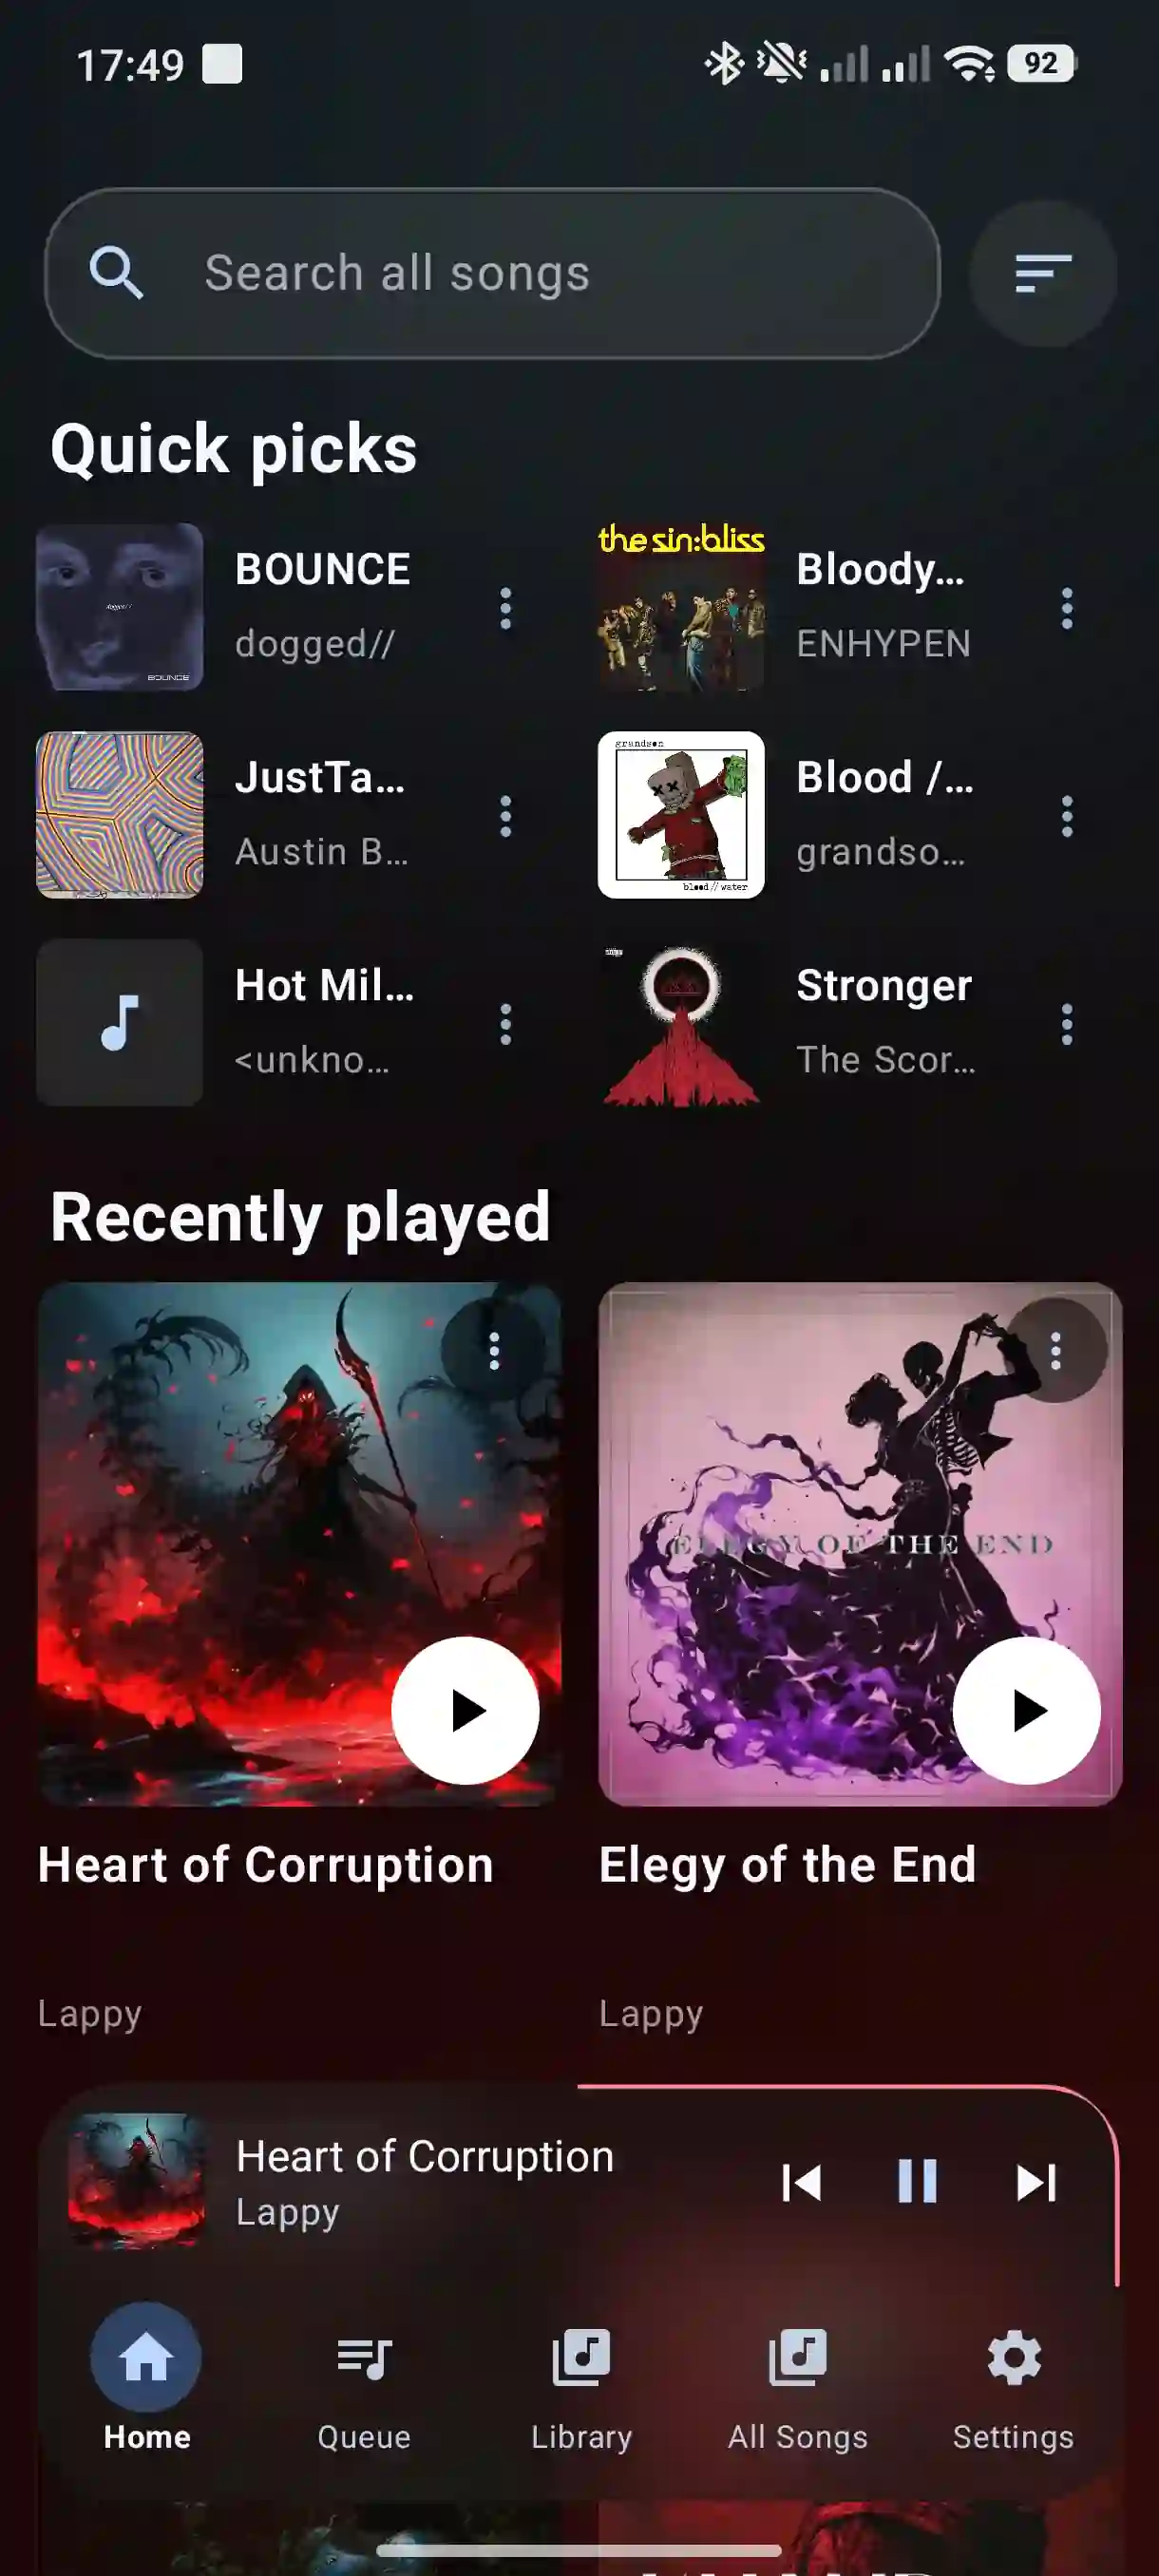 17:49
92
Search all songs
Quick picks
BOUNCE
dogged//
dogged//
BOUNCE
the sin:bliss
Bloody…
ENHYPEN
JustTa…
Austin B…
grandson
blood // water
Blood /…
grandso…
Hot Mil…
<unkno…
Stronger
The Scor…
Recently played
ELEGY OF THE END
Heart of Corruption
Elegy of the End
Lappy
Lappy
Heart of Corruption
Lappy
Home
Queue
Library
All Songs
Settings